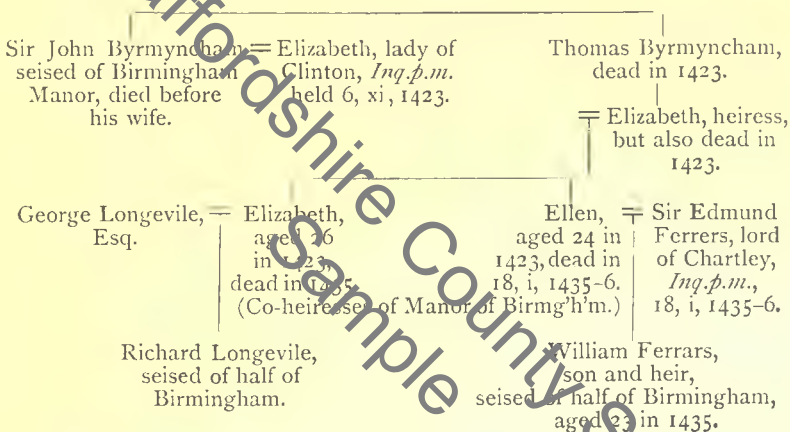 Sir John Byrmyncham = Elizabeth, lady of
seised of Birmingham Clinton, Inq.p.m.
Manor, died before held 6, xi, 1423.
his wife.
Thomas Byrmyncham,
dead in 1423.
= Elizabeth, heiress,
but also dead in
1423.
George Longevile, = Elizabeth,
Esq. aged 26
in 1423,
dead in 1435
Ellen, = Sir Edmund
aged 24 in Ferrers, lord
1423, dead in of Chartley,
18, i, 1435-6. Inq.p.m.,
18, i, 1435-6.
(Co-heiresses of Manor of Birmg'h'm.)
Richard Longevile,
seised of half of
Birmingham.
William Ferrars,
son and heir,
seised of half of Birmingham,
aged 23 in 1435.
Staffordshire County
Sample